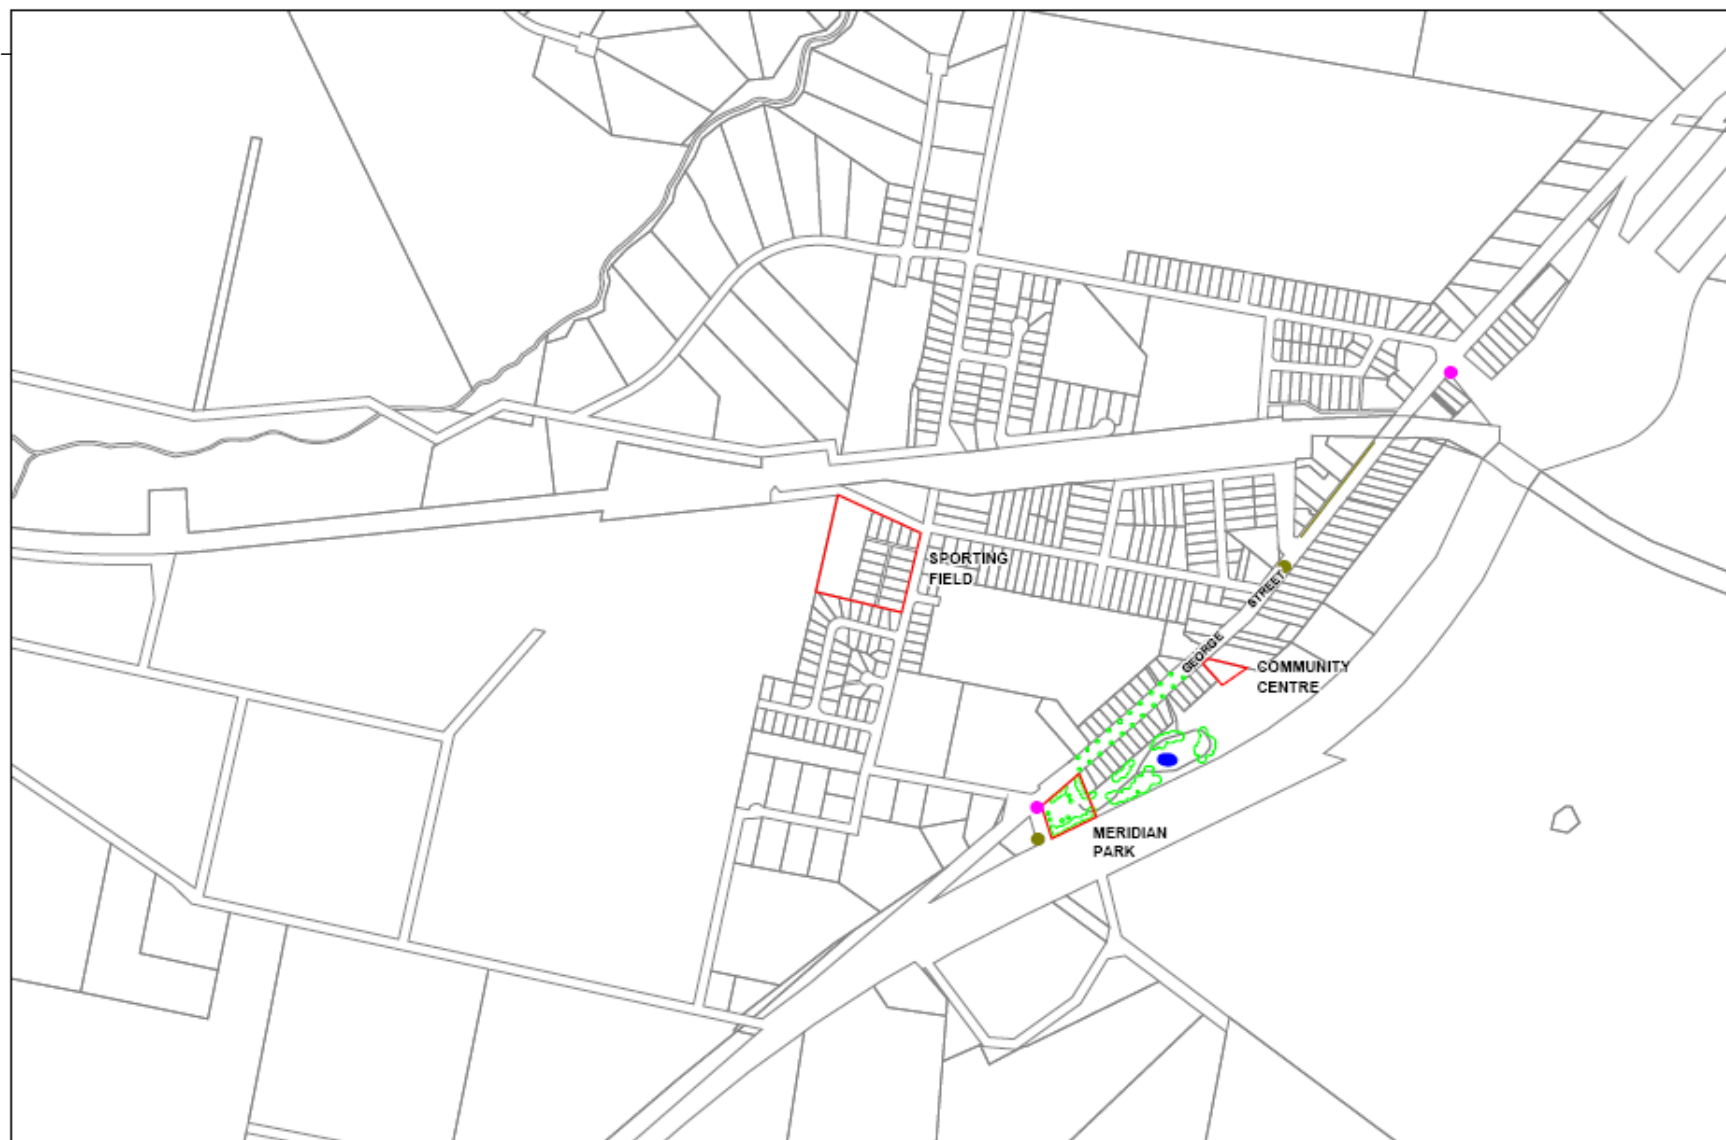 SPORTING
FIELD
STREET
GEORGE
COMMUNITY
CENTRE
MERIDIAN
PARK